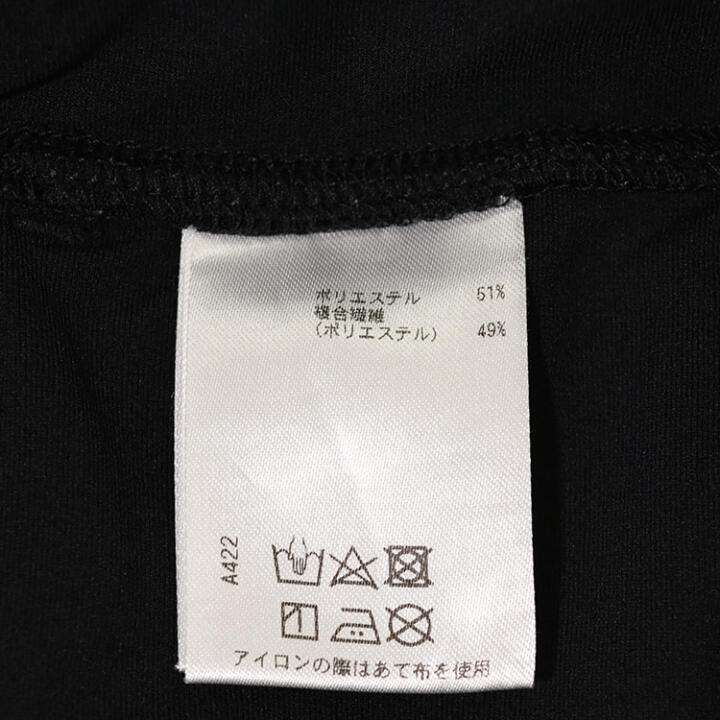 ポリエステル 51%
複合繊維
(ポリエステル) 49%
A422
アイロンの際はあて布を使用